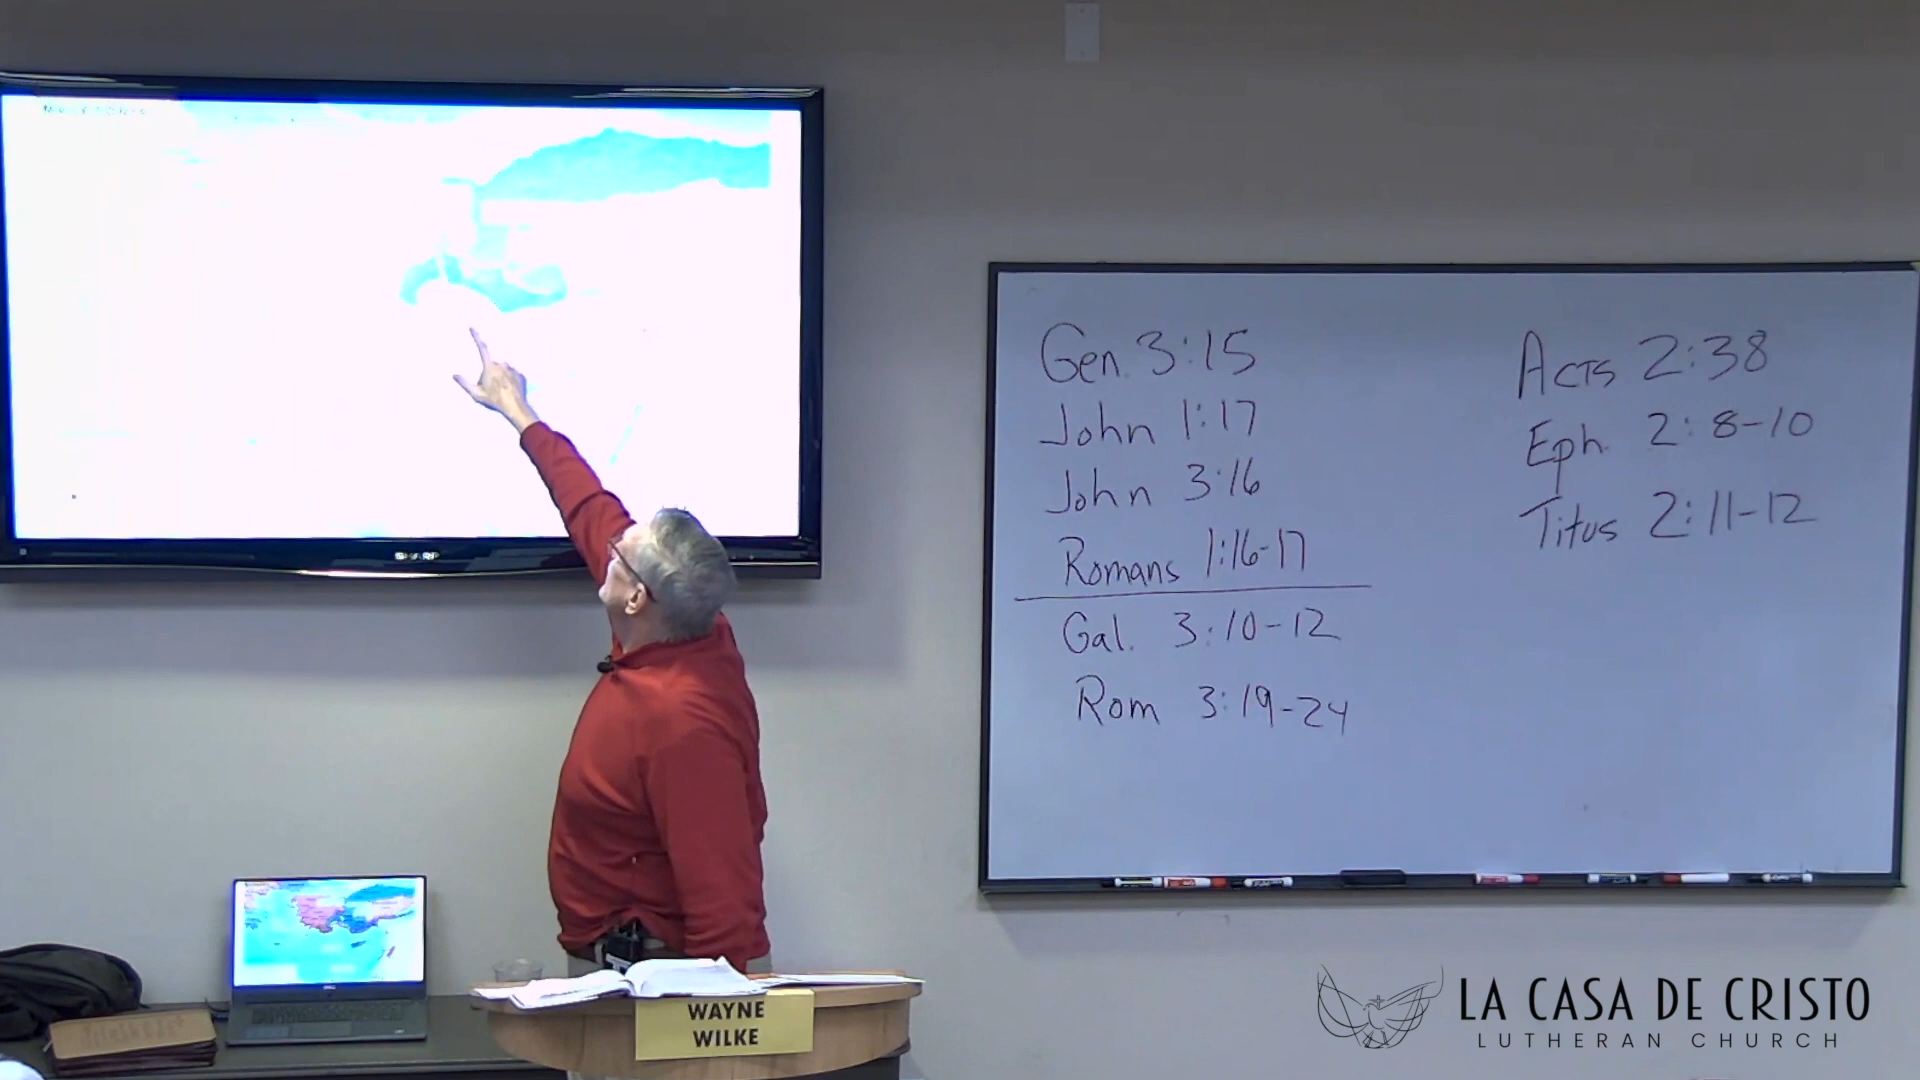 Gen. 3:15
John 1:17
John 3:16
Romans 1:16-17
Gal. 3:10-12
Rom 3:19-24
Acts 2:38
Eph. 2:8-10
Titus 2:11-12
WAYNE
WILKE
LA CASA DE CRISTO
LUTHERAN CHURCH